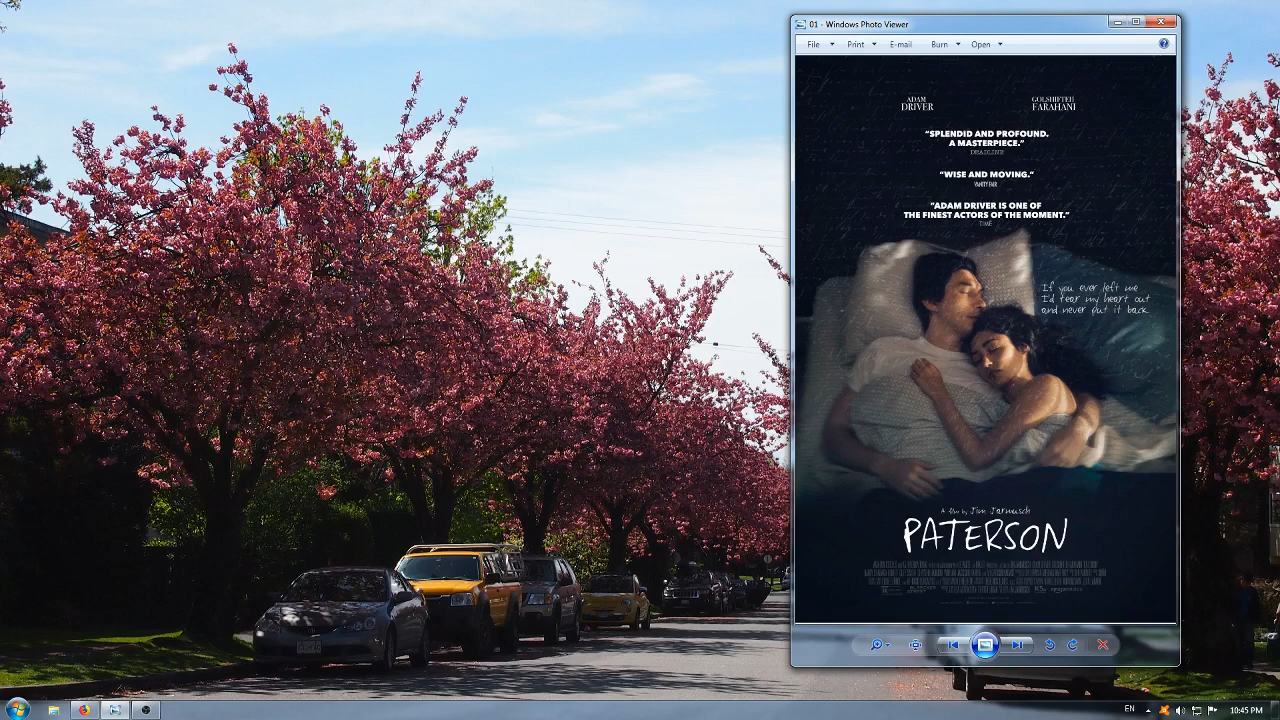 01 - Windows Photo Viewer
File Print E-mail Burn Open
ADAM
DRIVER
GOLSHIFTEH
FARAHANI
“SPLENDID AND PROFOUND.
A MASTERPIECE.”
DEADLINE
“WISE AND MOVING.”
VANITY FAIR
“ADAM DRIVER IS ONE OF
THE FINEST ACTORS OF THE MOMENT.”
TIME
If you ever left me
I'd tear my heart out
and never put it back
A film by Jim Jarmusch
PATERSON
EN
10:45 PM